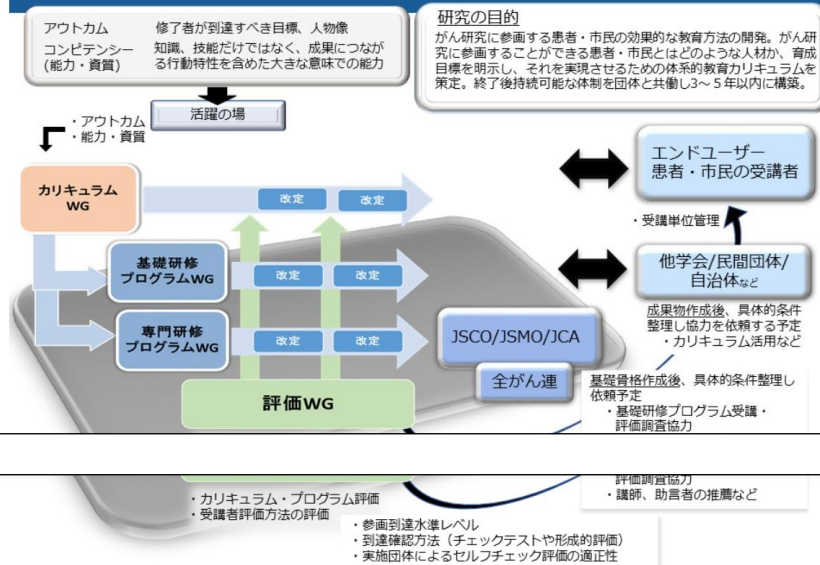 アウトカム　修了者が到達すべき目標、人物像
コンピテンシー　知識、技能だけではなく、成果につなが
(能力・資質)　る行動特性を含めた大きな意味での能力
研究の目的
がん研究に参画する患者・市民の効果的な教育方法の開発。がん研
究に参画することができる患者・市民とはどのような人材か、育成
目標を明示し、それを実現させるための体系的教育カリキュラムを
策定。終了後持続可能な体制を団体と共働し3～５年以内に構築。
活躍の場
・アウトカム
・能力・資質
カリキュラム
WG
改定
改定
エンドユーザー
患者・市民の受講者
・受講単位管理
基礎研修
プログラムWG
改定
改定
他学会/民間団体/
自治体など
成果物作成後、具体的条件
整理し協力を依頼する予定
・カリキュラム活用など
専門研修
プログラムWG
改定
改定
JSCO/JSMO/JCA
全がん連
評価WG
基礎骨格作成後、具体的条件整理し
依頼予定
・基礎研修プログラム受講・
評価調査協力
評価調査協力
・講師、助言者の推薦など
・カリキュラム・プログラム評価
・受講者評価方法の評価
・参画到達水準レベル
・到達確認方法（チェックテストや形成的評価）
・実施団体によるセルフチェック評価の適正性